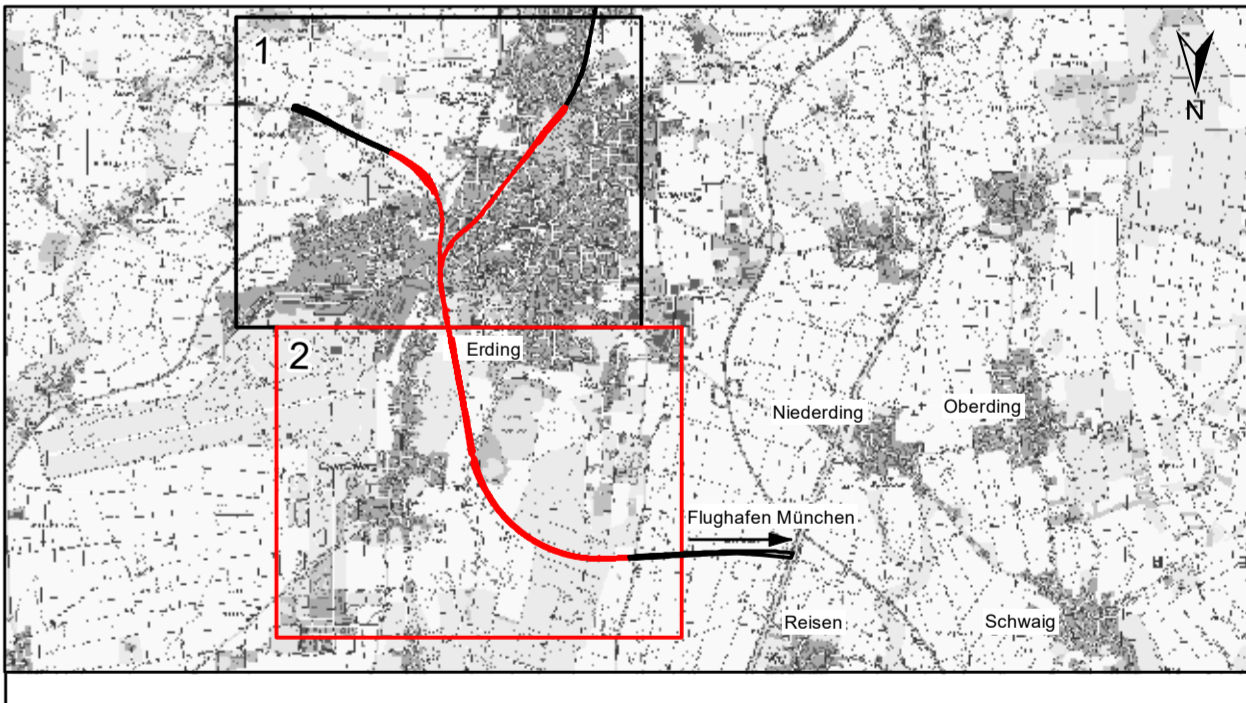 1
N
2
Erding
Niederding
Oberding
Flughafen München
Reisen
Schwaig